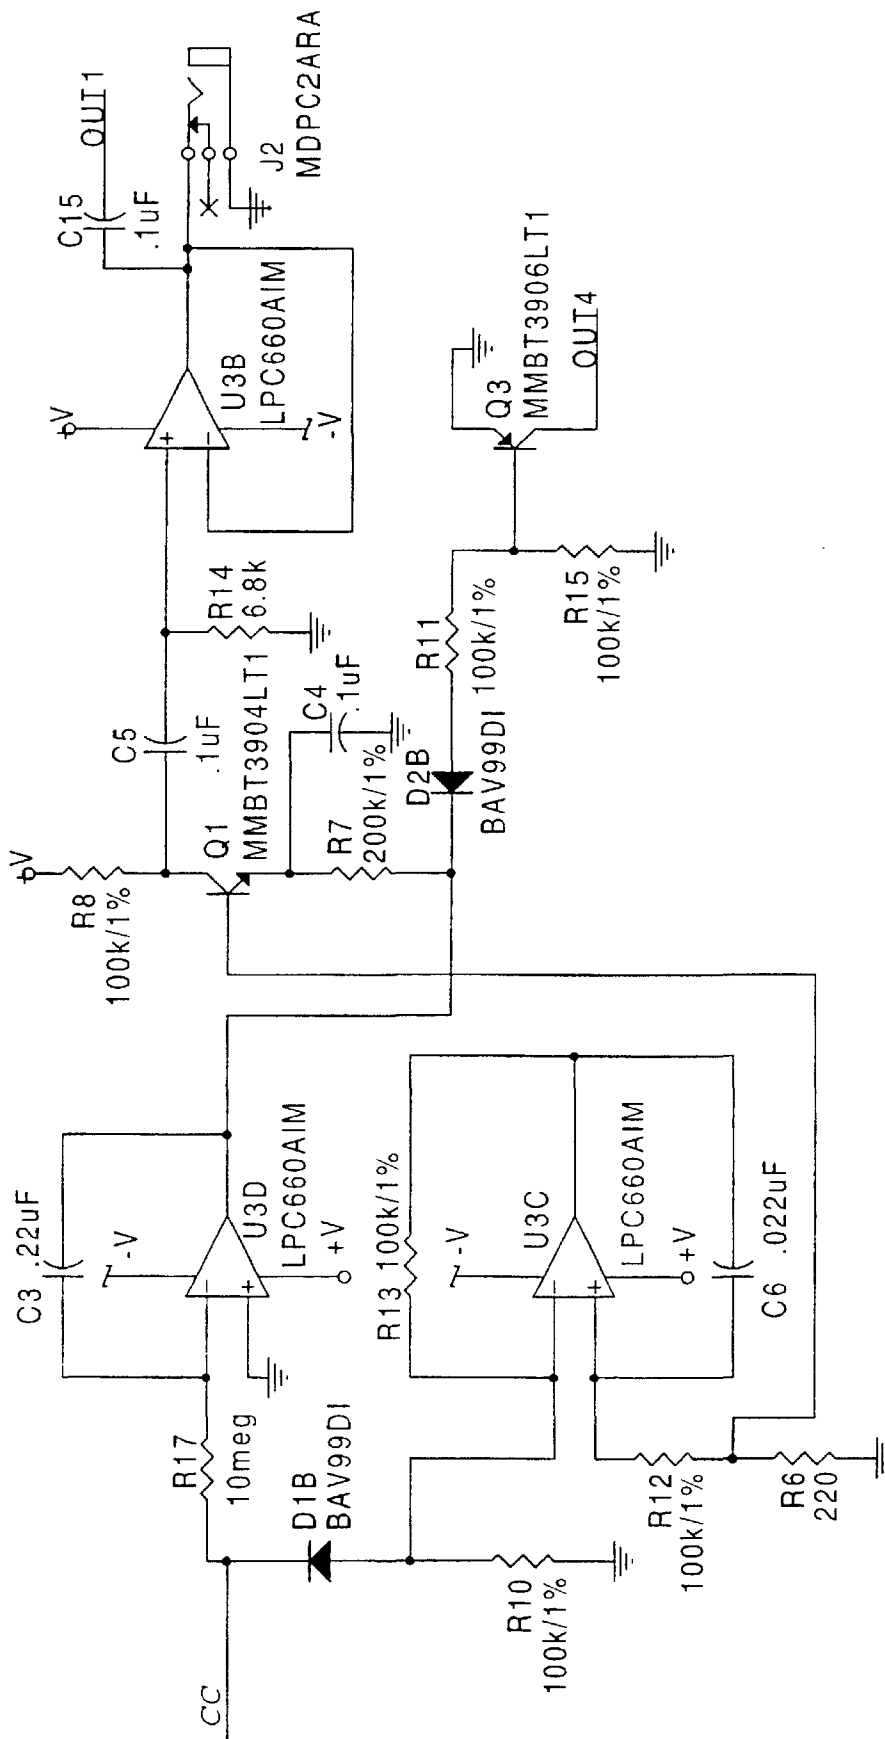 CC
R17
10meg
C3 .22uF
-V
U3D
LPC660AIM
+V
D1B
BAV99DI
R10
100k/1%
R13 100k/1%
-V
U3C
LPC660AIM
+V
C6 .022uF
R12
100k/1%
R6
220
+V
R8
100k/1%
Q1
MMBT3904LT1
C5
.1uF
R14
6.8k
C4
.1uF
R7
200k/1%
D2B
BAV99DI
R11
100k/1%
R15
100k/1%
Q3
MMBT3906LT1
OUT4
+V
U3B
LPC660AIM
-V
C15
.1uF
OUT1
J2
MDPC2ARA